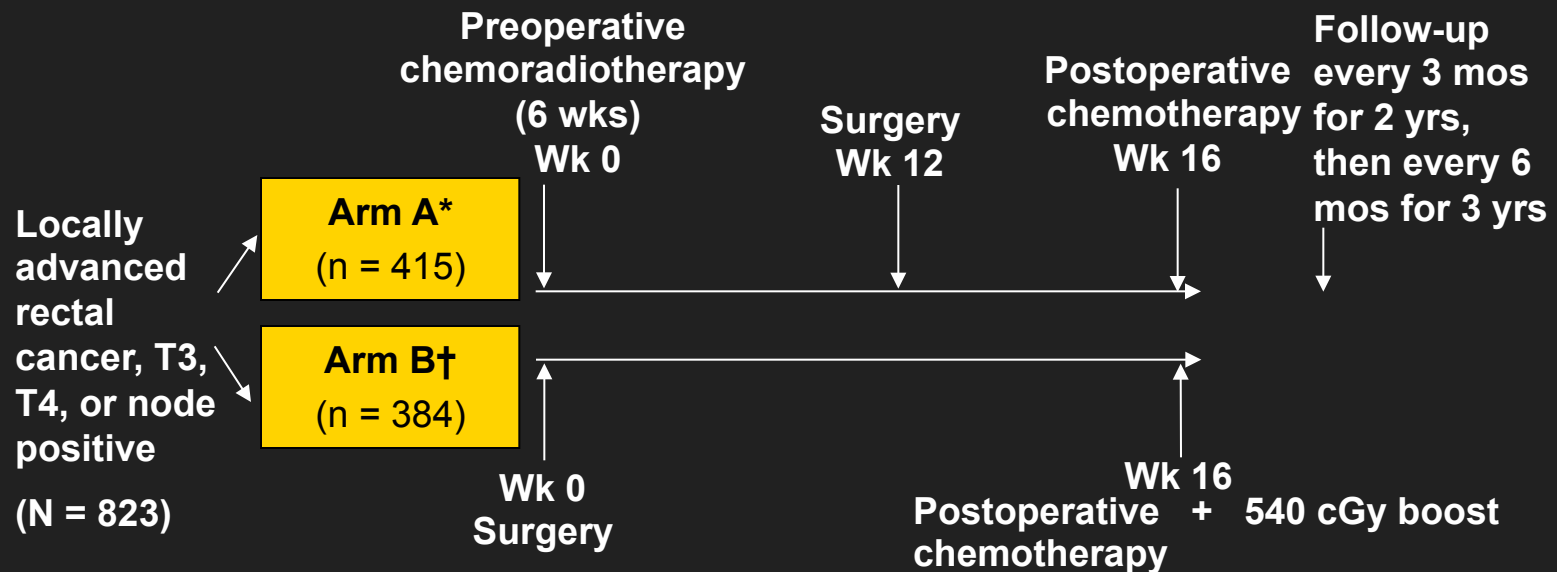 Preoperative
chemoradiotherapy
(6 wks)
Wk 0
Surgery
Wk 12
Postoperative
chemotherapy
Wk 16
Follow-up
every 3 mos
for 2 yrs,
then every 6
mos for 3 yrs
Locally
advanced
rectal
cancer, T3,
T4, or node
positive
(N = 823)
Arm A*
(n = 415)
Arm B†
(n = 384)
Wk 0
Surgery
Wk 16
Postoperative + 540 cGy boost
chemotherapy